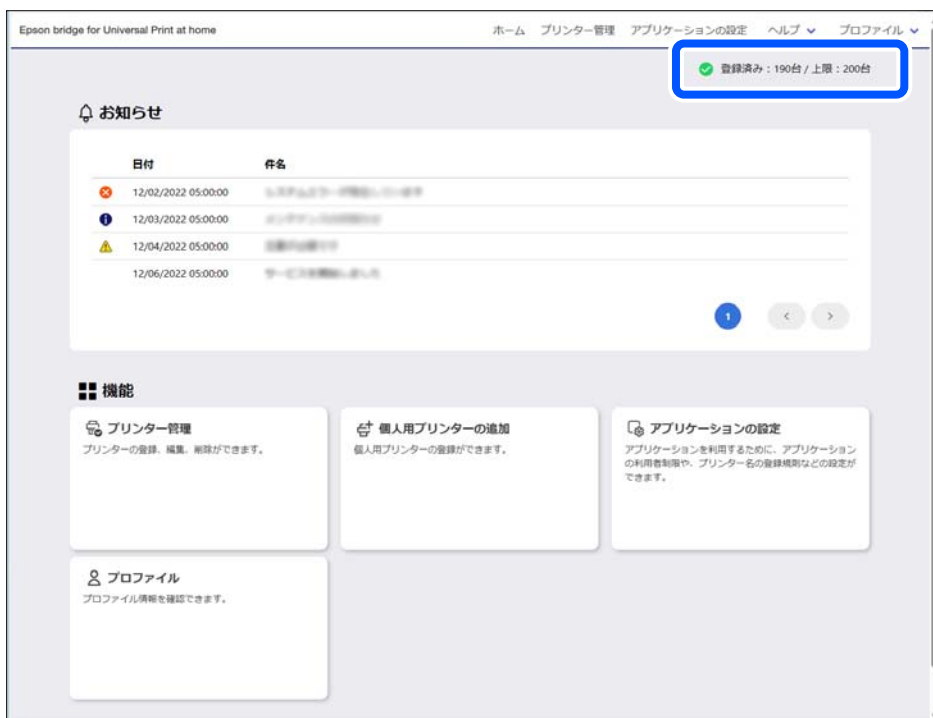 Epson bridge for Universal Print at home
ホーム プリンター管理 アプリケーションの設定 ヘルプ プロファイル
登録済み：190台 / 上限：200台
お知らせ
日付 件名
12/02/2022 05:00:00
12/03/2022 05:00:00
12/04/2022 05:00:00
12/06/2022 05:00:00
1 < >
機能
プリンター管理
プリンターの登録、編集、削除ができます。
個人用プリンターの追加
個人用プリンターの登録ができます。
アプリケーションの設定
アプリケーションを利用するために、アプリケーション
の利用者制限や、プリンター名の登録規則などの設定が
できます。
プロファイル
プロファイル情報を確認できます。